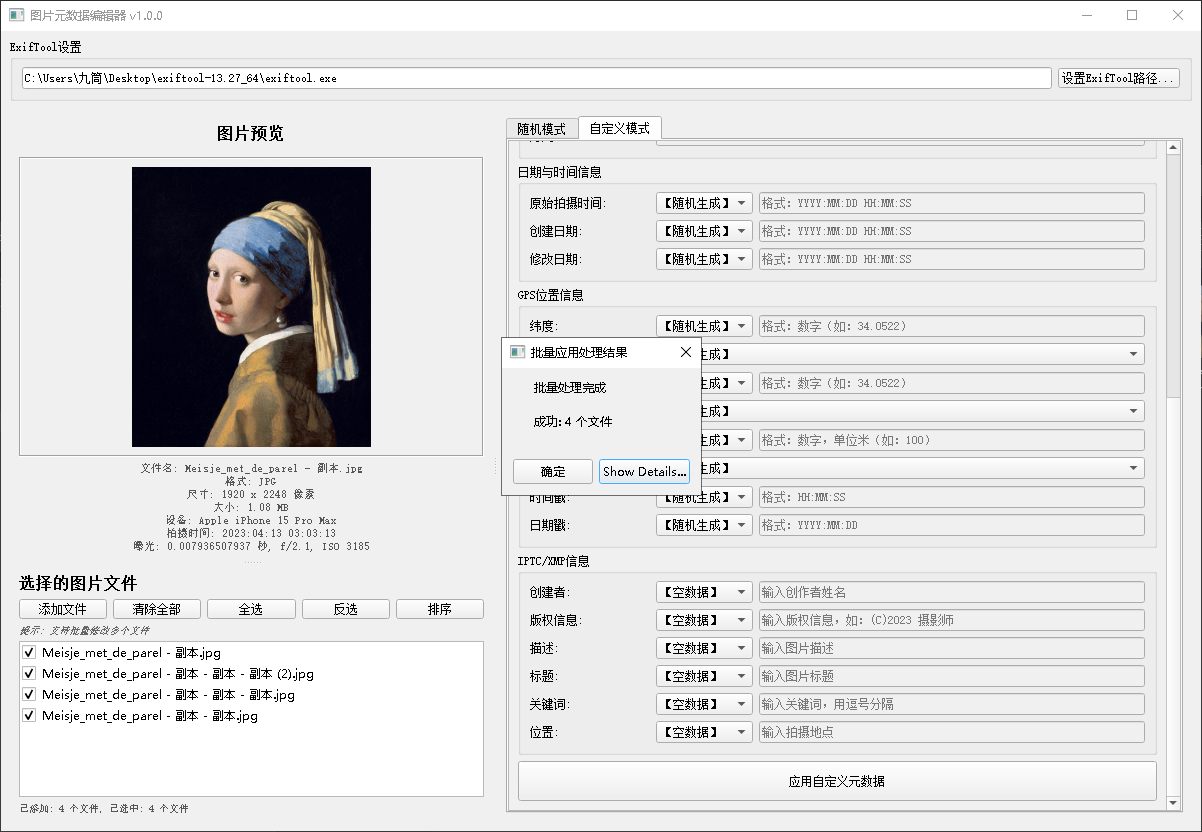 图片元数据编辑器 v1.0.0
ExifTool设置
C:\Users\九筒\Desktop\exiftool-13.27_64\exiftool.exe
设置ExifTool路径...
图片预览
文件名: Meisje_met_de_parel - 副本.jpg
格式: JPG
尺寸: 1920 x 2248 像素
大小: 1.08 MB
设备: Apple iPhone 15 Pro Max
拍摄时间: 2023:04:13 03:03:13
曝光: 0.007936507937 秒, f/2.1, ISO 3185
选择的图片文件
添加文件 清除全部 全选 反选 排序
提示: 支持批量修改多个文件
Meisje_met_de_parel - 副本.jpg
Meisje_met_de_parel - 副本 - 副本 - 副本 (2).jpg
Meisje_met_de_parel - 副本 - 副本 - 副本.jpg
Meisje_met_de_parel - 副本 - 副本.jpg
已添加: 4 个文件, 已选中: 4 个文件
随机模式 自定义模式
日期与时间信息
原始拍摄时间: 【随机生成】 格式: YYYY:MM:DD HH:MM:SS
创建日期: 【随机生成】 格式: YYYY:MM:DD HH:MM:SS
修改日期: 【随机生成】 格式: YYYY:MM:DD HH:MM:SS
GPS位置信息
纬度: 【随机生成】 格式: 数字（如: 34.0522）
生成】
生成】 格式: 数字（如: 34.0522）
生成】
生成】 格式: 数字，单位米（如: 100）
生成】
时间戳: 【随机生成】 格式: HH:MM:SS
日期戳: 【随机生成】 格式: YYYY:MM:DD
IPTC/XMP信息
创建者: 【空数据】 输入创作者姓名
版权信息: 【空数据】 输入版权信息，如: (C)2023 摄影师
描述: 【空数据】 输入图片描述
标题: 【空数据】 输入图片标题
关键词: 【空数据】 输入关键词，用逗号分隔
位置: 【空数据】 输入拍摄地点
应用自定义元数据
批量应用处理结果
批量处理完成
成功: 4 个文件
确定 Show Details...